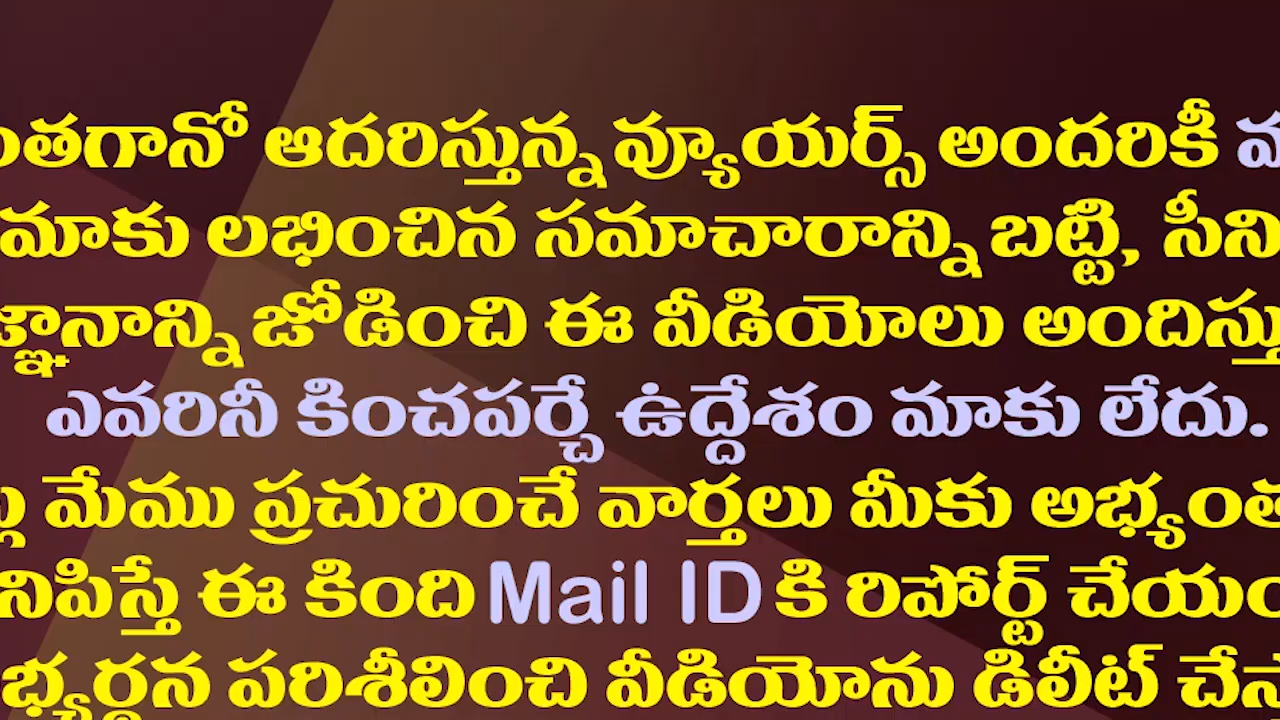 ంతగానో ఆదరిస్తున్న వ్యూయర్స్ అందరికీ
మాకు లభించిన సమాచారాన్ని బట్టి, సీని
జ్ఞానాన్ని జోడించి ఈ వీడియోలు అందిస్తు
ఎవరినీ కించపర్చే ఉద్దేశం మాకు లేదు.
మేము ప్రచురించే వార్తలు మీకు అభ్యంత
నిపిస్తే ఈ కింది Mail ID కి రిపోర్ట్ చేయం
భ్యర్థన పరిశీలించి వీడియోను డిలీట్ చేస